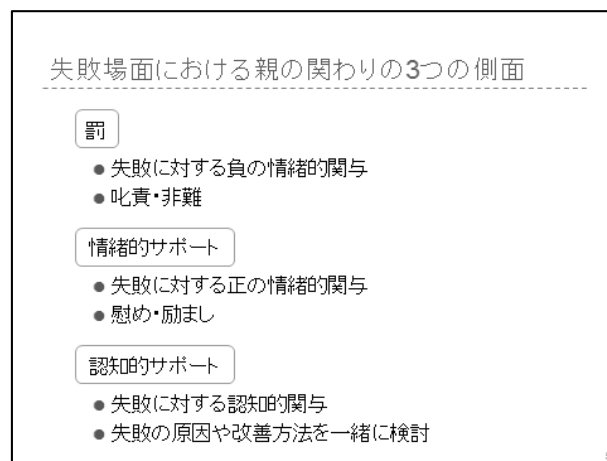 失敗場面における親の関わりの3つの側面
罰
●失敗に対する負の情緒的関与
●叱責・非難
情緒的サポート
●失敗に対する正の情緒的関与
●慰め・励まし
認知的サポート
●失敗に対する認知的関与
●失敗の原因や改善方法を一緒に検討